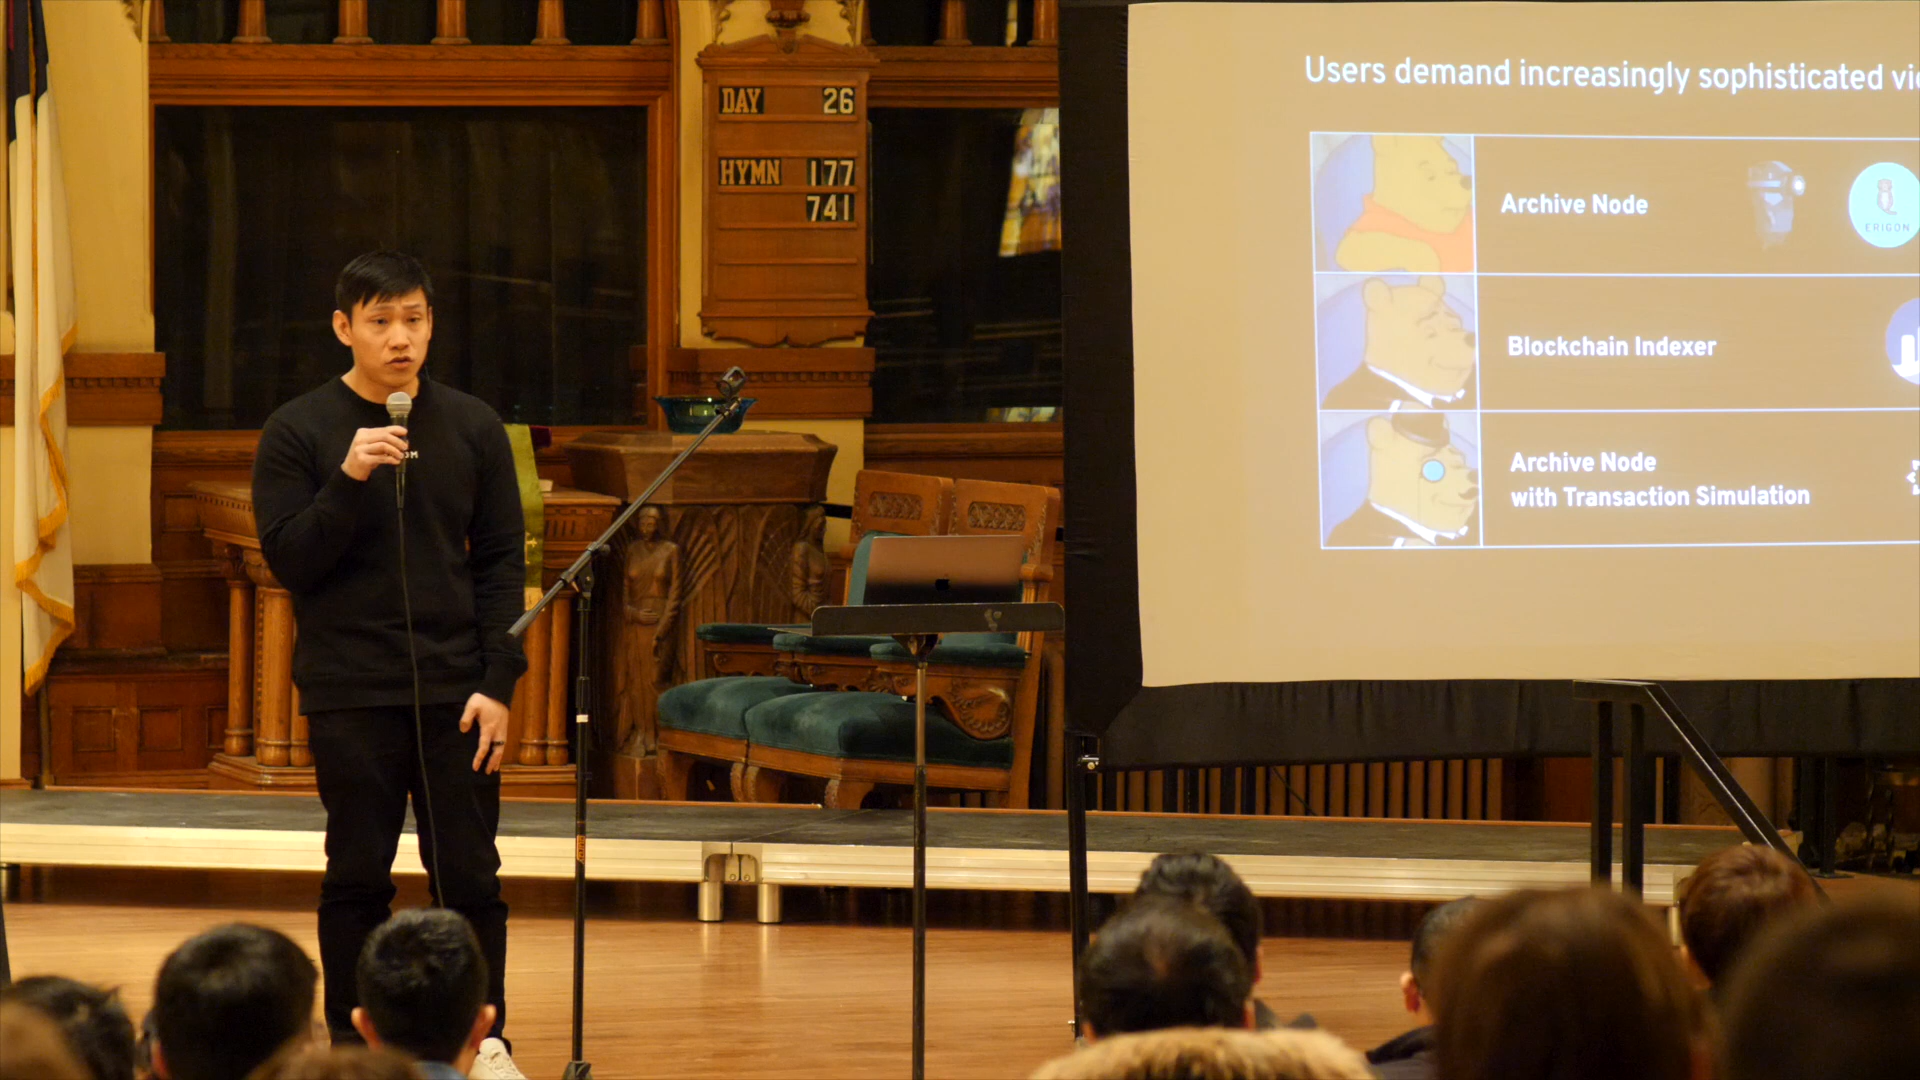 DAY 26
HYMN 177
741
Users demand increasingly sophisticated
Archive Node
ERIGON
Blockchain Indexer
Archive Node
with Transaction Simulation